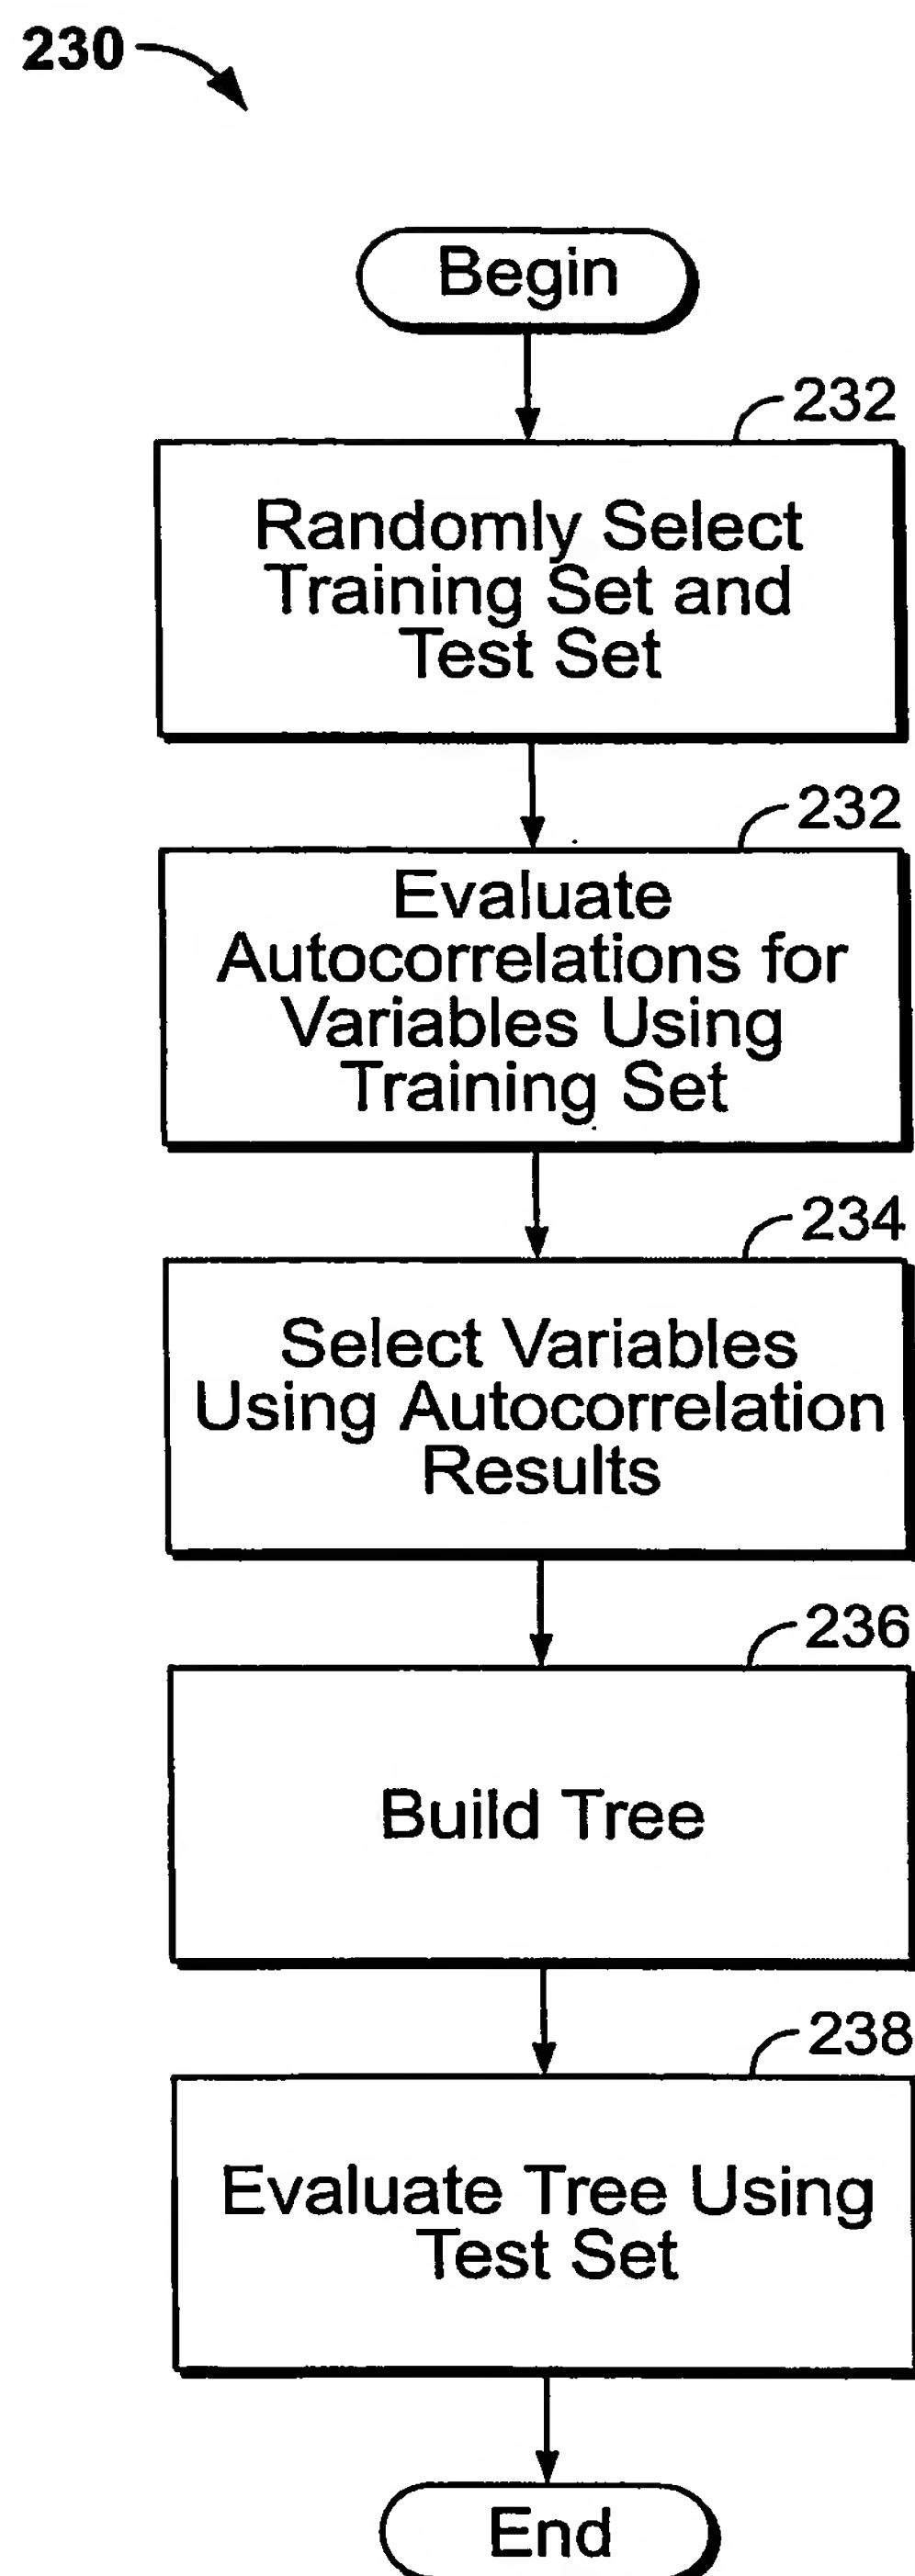 230
Begin
232
Randomly Select
Training Set and
Test Set
232
Evaluate
Autocorrelations for
Variables Using
Training Set
234
Select Variables
Using Autocorrelation
Results
236
Build Tree
238
Evaluate Tree Using
Test Set
End